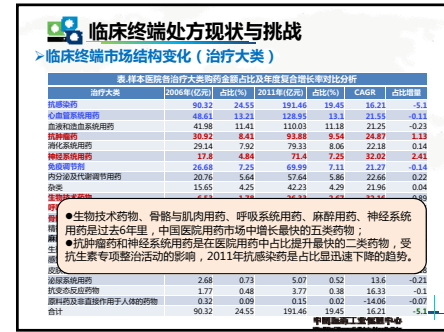 临床终端处方现状与挑战
➢临床终端市场结构变化（治疗大类）
表.样本医院各治疗大类购药金额占比及年度复合增长率对比分析
治疗大类 2006年(亿元) 占比(%) 2011年(亿元) 占比(%) CAGR 占比增量
抗感染药 90.32 24.55 191.46 19.45 16.21 -5.1
心血管系统用药 48.61 13.21 128.95 13.1 21.55 -0.11
血液和造血系统用药 41.98 11.41 110.03 11.18 21.25 -0.23
抗肿瘤药 30.92 8.41 93.88 9.54 24.87 1.13
消化系统用药 29.14 7.92 79.33 8.06 22.18 0.14
神经系统用药 17.8 4.84 71.4 7.25 32.02 2.41
免疫调节剂 26.68 7.25 69.99 7.11 21.27 -0.14
内分泌及代谢调节用药 20.76 5.64 57.64 5.86 22.66 0.22
杂类 15.65 4.25 42.23 4.29 21.96 0.04
●生物技术药物、骨骼与肌肉用药、呼吸系统用药、麻醉用药、神经系统
用药是过去6年里，中国医院用药市场中增长最快的五类药物；
●抗肿瘤药和神经系统用药是在医院用药中占比提升最快的二类药物，受
抗生素专项整治活动的影响，2011年抗感染药是占比显迅速下降的趋势。
泌尿系统用药 2.68 0.73 5.07 0.52 13.6 -0.21
抗变态反应药物 1.77 0.48 3.77 0.38 16.33 -0.1
原料药及非直接作用于人体的药物 0.32 0.09 0.15 0.02 -14.06 -0.07
合计 90.32 24.55 191.46 19.45 16.21 -5.1